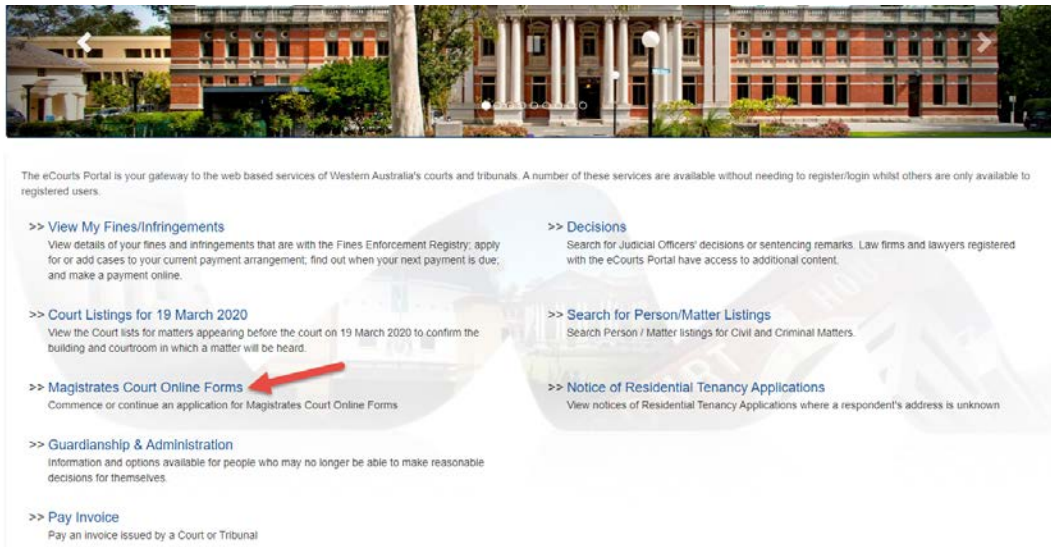 The eCourts Portal is your gateway to the web based services of Western Australia's courts and tribunals. A number of these services are available without needing to register/login whilst others are only available to
registered users.
>> View My Fines/Infringements
View details of your fines and infringements that are with the Fines Enforcement Registry; apply
for or add cases to your current payment arrangement; find out when your next payment is due;
and make a payment online.
>> Court Listings for 19 March 2020
View the Court lists for matters appearing before the court on 19 March 2020 to confirm the
building and courtroom in which a matter will be heard.
>> Magistrates Court Online Forms
Commence or continue an application for Magistrates Court Online Forms
>> Guardianship & Administration
Information and options available for people who may no longer be able to make reasonable
decisions for themselves.
>> Pay Invoice
Pay an invoice issued by a Court or Tribunal
>> Decisions
Search for Judicial Officers' decisions or sentencing remarks. Law firms and lawyers registered
with the eCourts Portal have access to additional content.
>> Search for Person/Matter Listings
Search Person / Matter listings for Civil and Criminal Matters.
>> Notice of Residential Tenancy Applications
View notices of Residential Tenancy Applications where a respondent's address is unknown